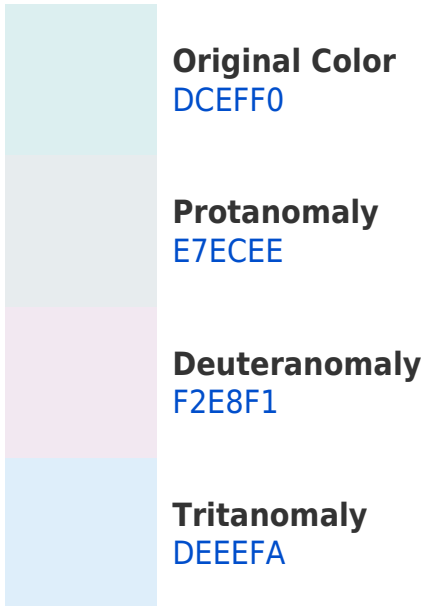 Original Color
DCEFF0
Protanomaly
E7ECEE
Deuteranomaly
F2E8F1
Tritanomaly
DEEEFA